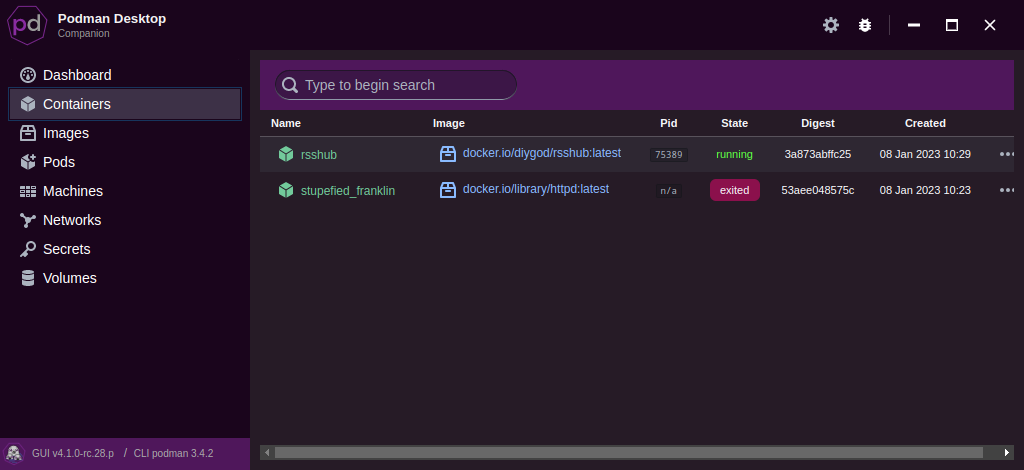 pd
Podman Desktop
Companion
Dashboard
Containers
Images
Pods
Machines
Networks
Secrets
Volumes
GUI v4.1.0-rc.28.p / CLI podman 3.4.2
Type to begin search
Name Image Pid State Digest Created
rsshub docker.io/diygod/rsshub:latest 75389 running 3a873abffc25 08 Jan 2023 10:29
stupefied_franklin docker.io/library/httpd:latest n/a exited 53aee048575c 08 Jan 2023 10:23